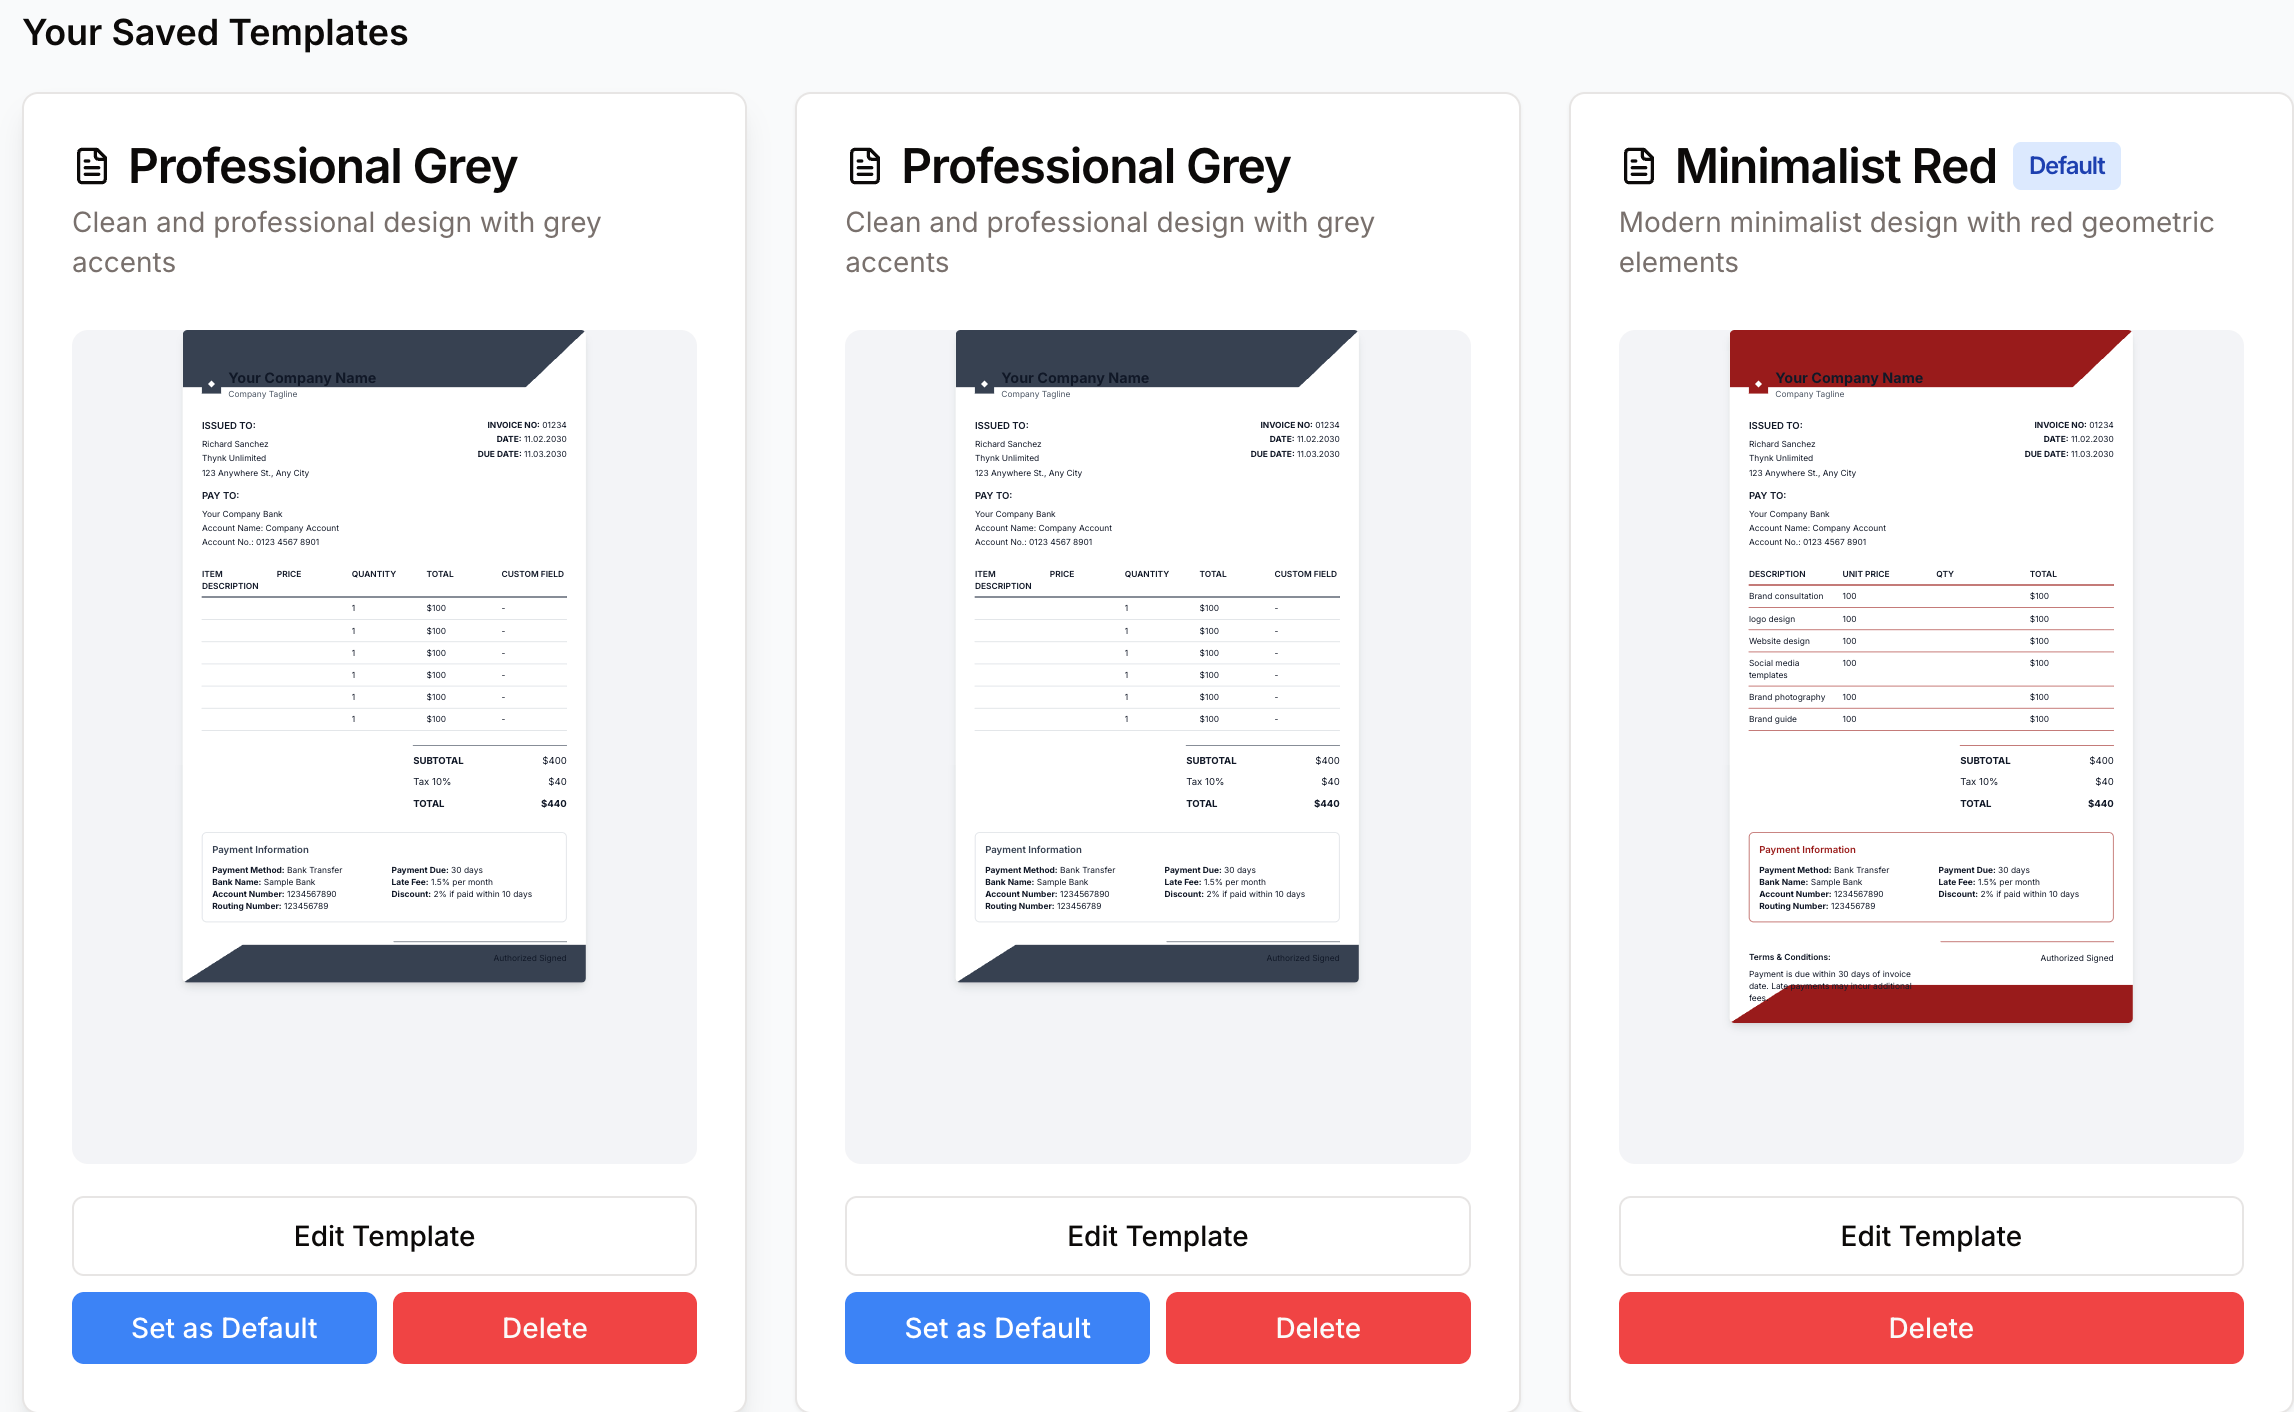 Your Saved Templates
Professional Grey
Clean and professional design with grey
accents
Your Company Name
Company Tagline
ISSUED TO:
Richard Sanchez
Thynk Unlimited
123 Anywhere St., Any City
INVOICE NO: 01234
DATE: 11.02.2030
DUE DATE: 11.03.2030
PAY TO:
Your Company Bank
Account Name: Company Account
Account No.: 0123 4567 8901
ITEM DESCRIPTION PRICE QUANTITY TOTAL CUSTOM FIELD
1 $100 -
1 $100 -
1 $100 -
1 $100 -
1 $100 -
1 $100 -
SUBTOTAL $400
Tax 10% $40
TOTAL $440
Payment Information
Payment Method: Bank Transfer
Bank Name: Sample Bank
Account Number: 1234567890
Routing Number: 123456789
Payment Due: 30 days
Late Fee: 1.5% per month
Discount: 2% if paid within 10 days
Authorized Signed
Edit Template
Set as Default
Delete
Professional Grey
Clean and professional design with grey
accents
Your Company Name
Company Tagline
ISSUED TO:
Richard Sanchez
Thynk Unlimited
123 Anywhere St., Any City
INVOICE NO: 01234
DATE: 11.02.2030
DUE DATE: 11.03.2030
PAY TO:
Your Company Bank
Account Name: Company Account
Account No.: 0123 4567 8901
ITEM DESCRIPTION PRICE QUANTITY TOTAL CUSTOM FIELD
1 $100 -
1 $100 -
1 $100 -
1 $100 -
1 $100 -
1 $100 -
SUBTOTAL $400
Tax 10% $40
TOTAL $440
Payment Information
Payment Method: Bank Transfer
Bank Name: Sample Bank
Account Number: 1234567890
Routing Number: 123456789
Payment Due: 30 days
Late Fee: 1.5% per month
Discount: 2% if paid within 10 days
Authorized Signed
Edit Template
Set as Default
Delete
Minimalist Red Default
Modern minimalist design with red geometric
elements
Your Company Name
Company Tagline
ISSUED TO:
Richard Sanchez
Thynk Unlimited
123 Anywhere St., Any City
INVOICE NO: 01234
DATE: 11.02.2030
DUE DATE: 11.03.2030
PAY TO:
Your Company Bank
Account Name: Company Account
Account No.: 0123 4567 8901
DESCRIPTION UNIT PRICE QTY TOTAL
Brand consultation 100 $100
logo design 100 $100
Website design 100 $100
Social media templates 100 $100
Brand photography 100 $100
Brand guide 100 $100
SUBTOTAL $400
Tax 10% $40
TOTAL $440
Payment Information
Payment Method: Bank Transfer
Bank Name: Sample Bank
Account Number: 1234567890
Routing Number: 123456789
Payment Due: 30 days
Late Fee: 1.5% per month
Discount: 2% if paid within 10 days
Terms & Conditions:
Payment is due within 30 days of invoice
date. Late payments may incur additional
fees.
Authorized Signed
Edit Template
Delete